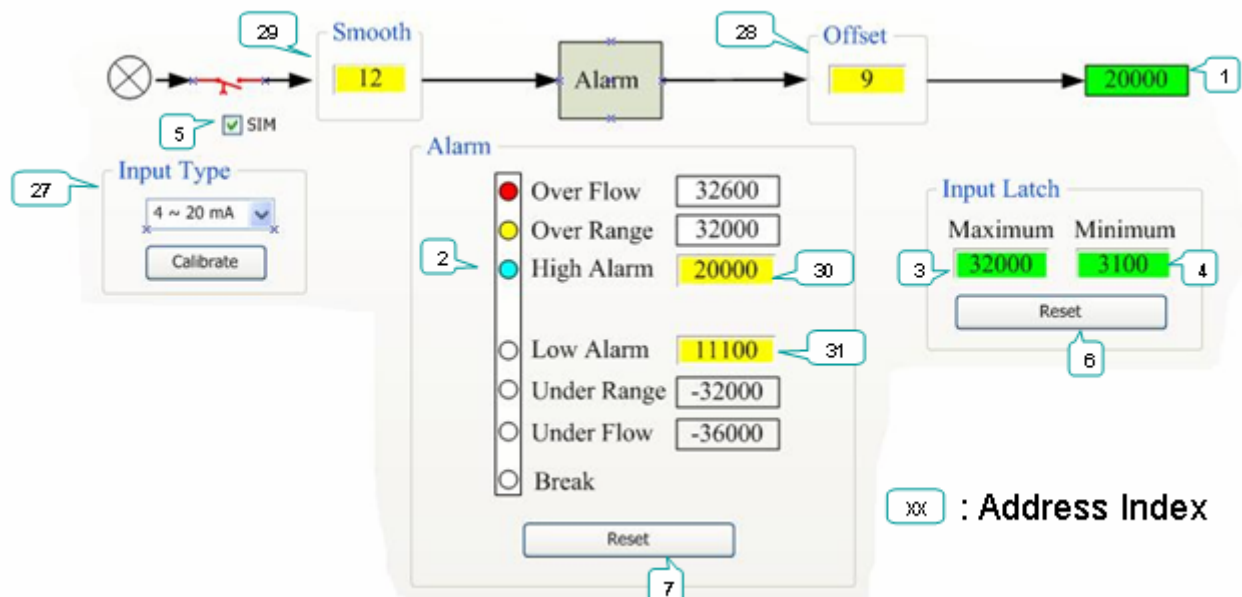 29
Smooth
12
Alarm
28
Offset
9
20000
1
5
SIM
27
Input Type
4 ~ 20 mA
Calibrate
Alarm
2
Over Flow
32600
Over Range
32000
High Alarm
20000
30
Low Alarm
11100
31
Under Range
-32000
Under Flow
-36000
Break
Reset
7
Input Latch
Maximum
Minimum
3
32000
3100
4
Reset
6
xx : Address Index